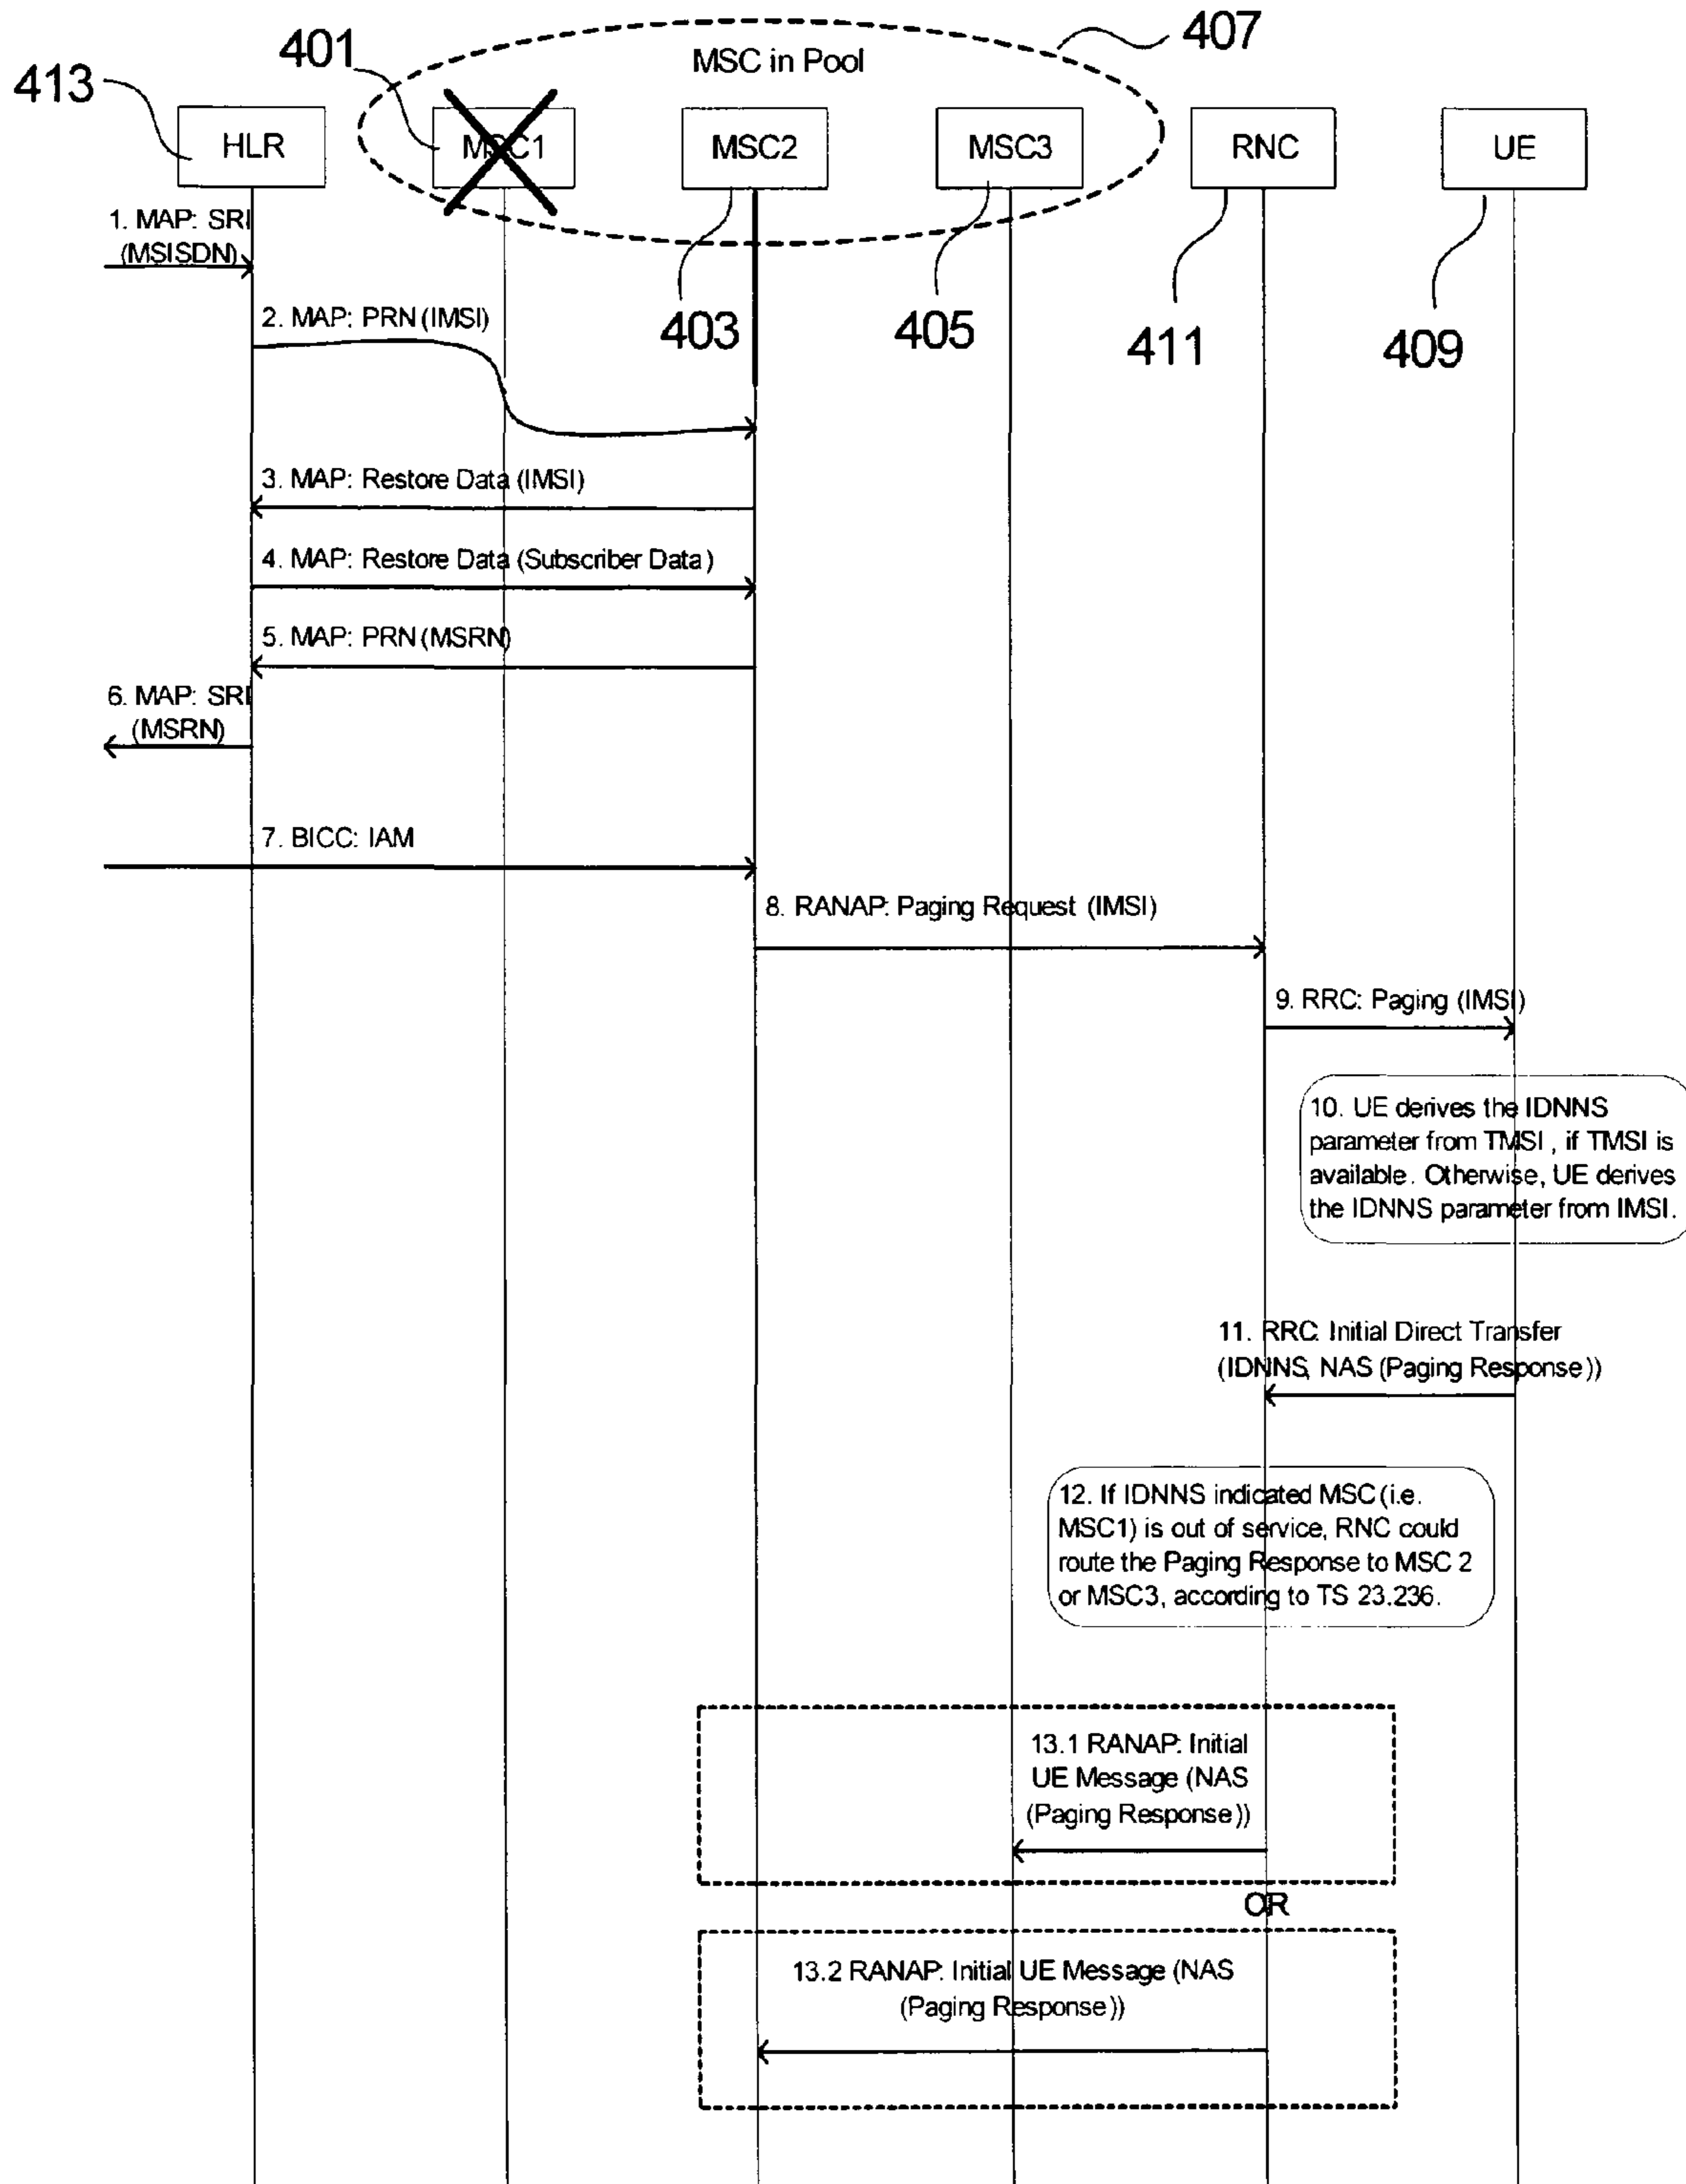 407
401
MSC in Pool
413
HLR
MSC1
MSC2
MSC3
RNC
UE
1. MAP: SRI
(MSISDN)
2. MAP: PRN (IMSI)
403
405
411
409
3. MAP: Restore Data (IMSI)
4. MAP: Restore Data (Subscriber Data)
5. MAP: PRN (MSRN)
6. MAP: SRI
(MSRN)
7. BICC: IAM
8. RANAP: Paging Request (IMSI)
9. RRC: Paging (IMSI)
10. UE derives the IDNNS
parameter from TMSI, if TMSI is
available. Otherwise, UE derives
the IDNNS parameter from IMSI.
11. RRC: Initial Direct Transfer
(IDNNS, NAS (Paging Response))
12. If IDNNS indicated MSC (i.e.
MSC1) is out of service, RNC could
route the Paging Response to MSC 2
or MSC3, according to TS 23.236.
13.1 RANAP: Initial
UE Message (NAS
(Paging Response))
OR
13.2 RANAP: Initial UE Message (NAS
(Paging Response))